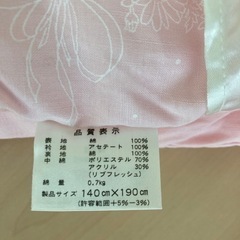 品質表示
表地 綿 100%
衿地 アセテート 100%
裏地 綿 100%
中綿 ポリエステル 70%
アクリル 30%
(リブフレッシュ)
綿量 0.7kg
製品サイズ 140cm×190cm
(許容範囲+5%-3%)